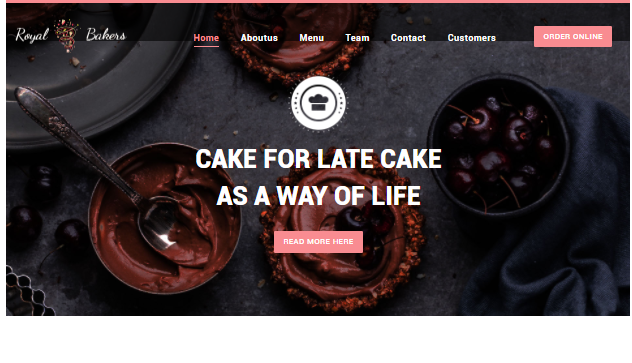 Royal Bakers
Home Aboutus Menu Team Contact Customers
ORDER ONLINE
CAKE FOR LATE CAKE
AS A WAY OF LIFE
READ MORE HERE